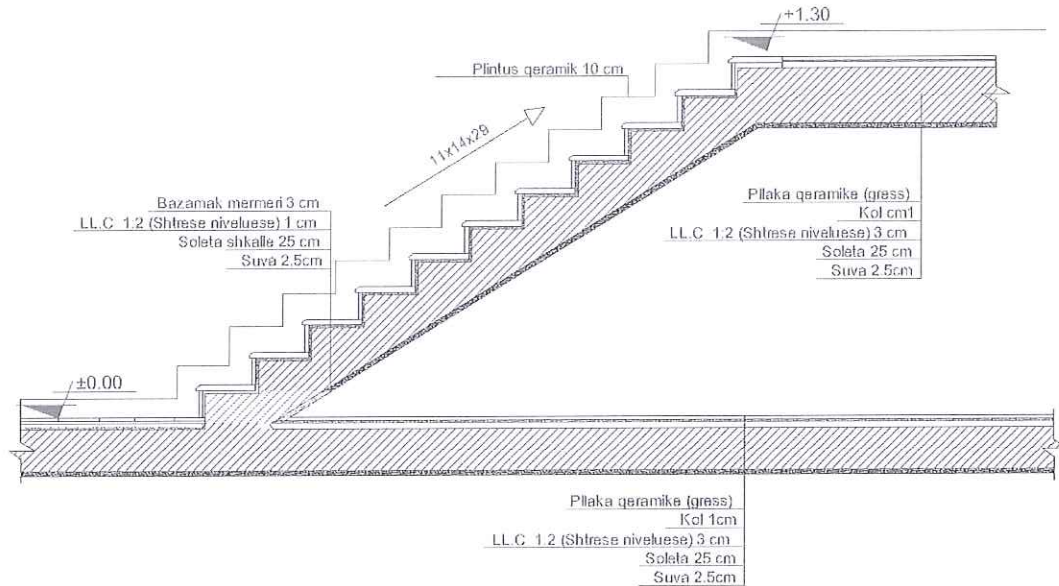 +1.30
Plintus qeramik 10 cm
11x14x29
Bazamak mermeri 3 cm
LL.C 1:2 (Shtrese niveluese) 1 cm
Soleta shkalle 25 cm
Suva 2.5cm
Pllaka qeramike (gress)
Kol cm1
LL.C 1:2 (Shtrese niveluese) 3 cm
Soleta 25 cm
Suva 2.5cm
±0.00
Pllaka qeramike (gress)
Kol 1cm
LL.C 1:2 (Shtrese niveluese) 3 cm
Soleta 25 cm
Suva 2.5cm